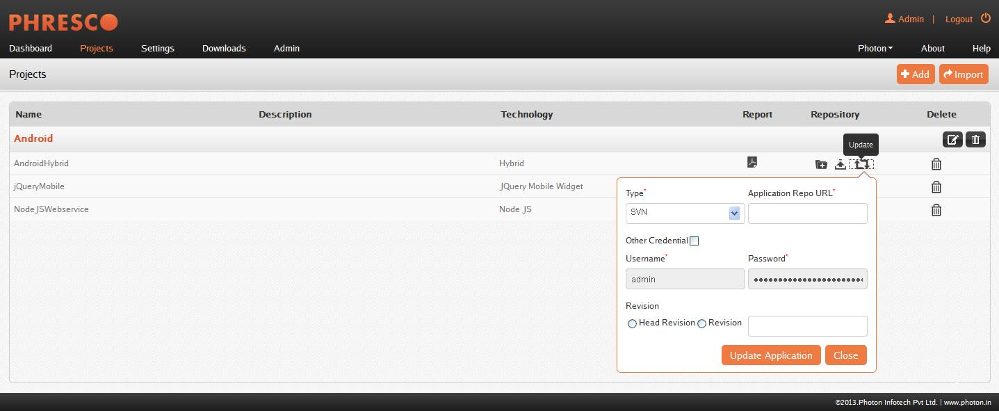 PHRESCO
Admin | Logout
Dashboard Projects Settings Downloads Admin Photon About Help
Projects
Add Import
Name Description Technology Report Repository Delete
Android
Update
AndroidHybrid Hybrid
jQueryMobile JQuery Mobile Widget
NodeJSWebservice Node JS
Type* Application Repo URL*
SVN
Other Credential
Username* Password*
admin ••••••••••••••••••••••••
Revision
Head Revision Revision
Update Application Close
©2013.Photon Infotech Pvt Ltd. | www.photon.in